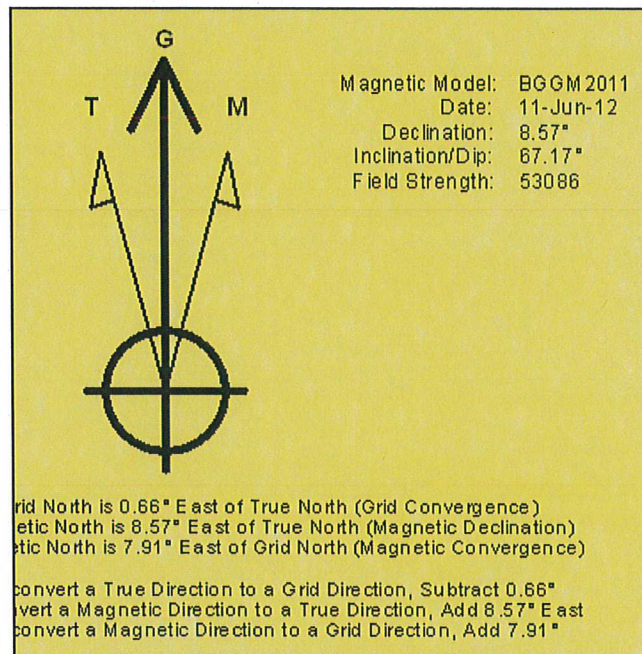 G
T M
Magnetic Model: BGGM2011
Date: 11-Jun-12
Declination: 8.57°
Inclination/Dip: 67.17°
Field Strength: 53086
rid North is 0.66° East of True North (Grid Convergence)
etic North is 8.57° East of True North (Magnetic Declination)
etic North is 7.91° East of Grid North (Magnetic Convergence)
convert a True Direction to a Grid Direction, Subtract 0.66°
vert a Magnetic Direction to a True Direction, Add 8.57° East
convert a Magnetic Direction to a Grid Direction, Add 7.91°